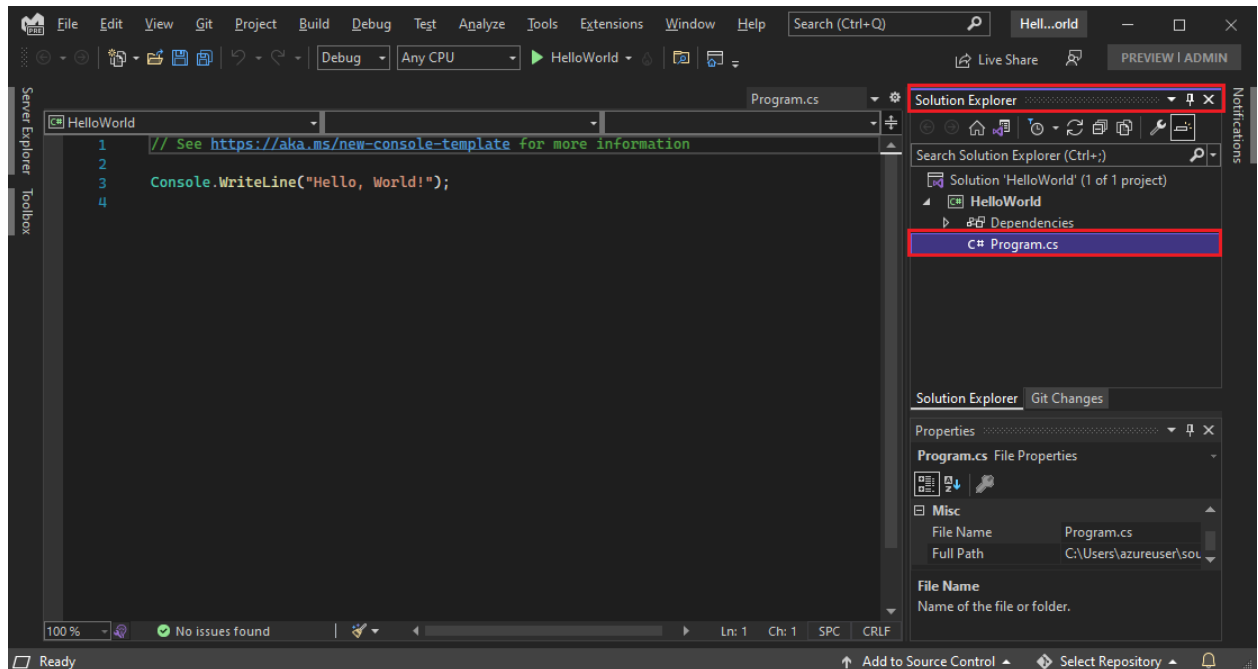 PRE File Edit View Git Project Build Debug Test Analyze Tools Extensions Window Help Search (Ctrl+Q) Hell...orld
Debug Any CPU HelloWorld Live Share PREVIEW | ADMIN
Server Explorer
Toolbox
Program.cs
C# HelloWorld
1 // See https://aka.ms/new-console-template for more information
2
3 Console.WriteLine("Hello, World!");
4
100 % No issues found Ln: 1 Ch: 1 SPC CRLF
Solution Explorer
Search Solution Explorer (Ctrl+;)
Solution 'HelloWorld' (1 of 1 project)
C# HelloWorld
Dependencies
C# Program.cs
Solution Explorer Git Changes
Properties
Program.cs File Properties
Misc
File Name Program.cs
Full Path C:\Users\azureuser\sou
File Name
Name of the file or folder.
Notifications
Ready Add to Source Control Select Repository